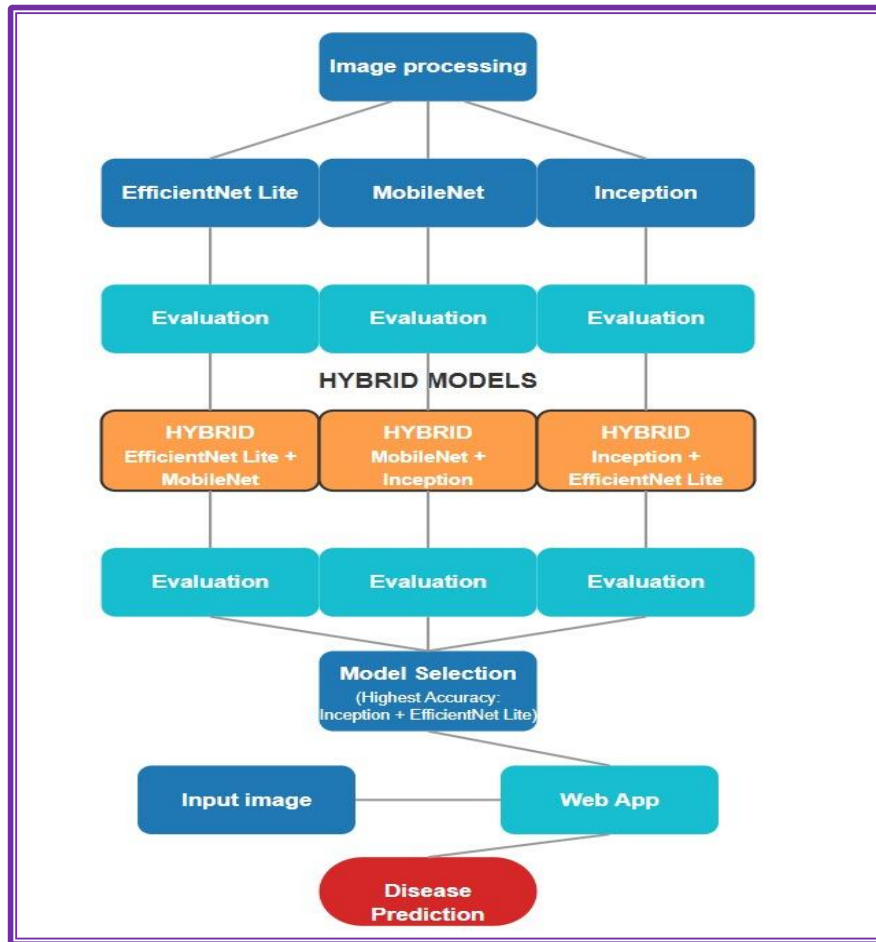 Image processing
EfficientNet Lite
MobileNet
Inception
Evaluation
Evaluation
Evaluation
HYBRID MODELS
HYBRID
EfficientNet Lite +
MobileNet
HYBRID
MobileNet +
Inception
HYBRID
Inception +
EfficientNet Lite
Evaluation
Evaluation
Evaluation
Model Selection
(Highest Accuracy:
Inception + EfficientNet Lite)
Input image
Web App
Disease
Prediction